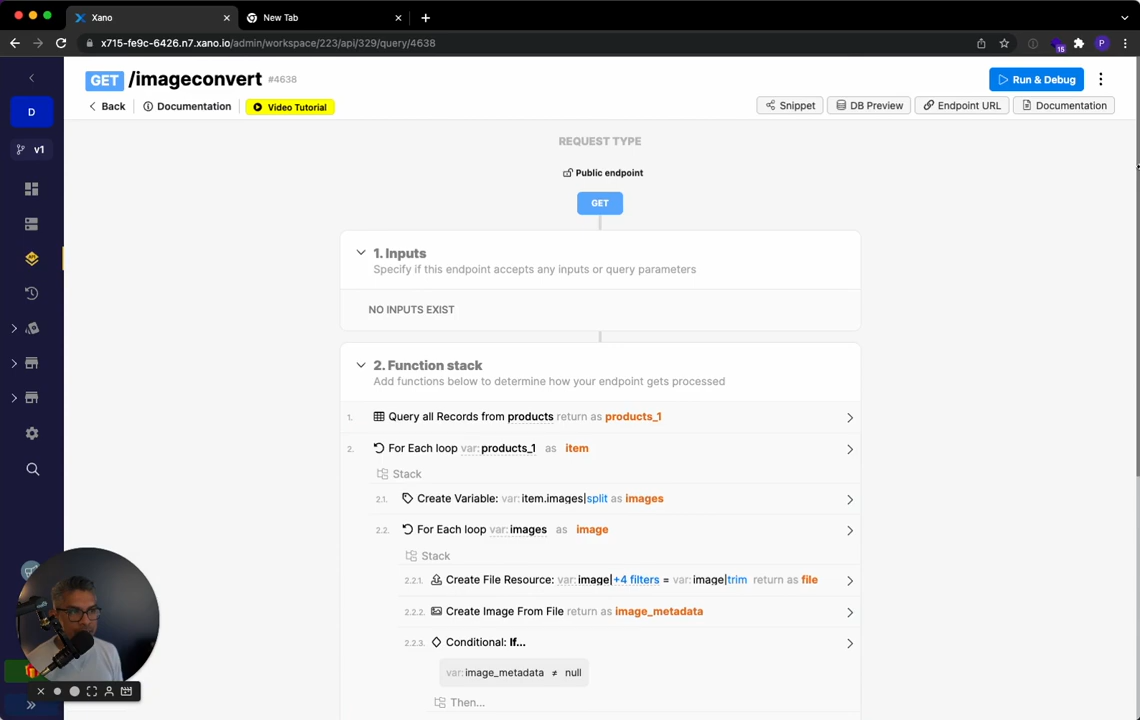 Xano
New Tab
x715-fe9c-6426.n7.xano.io/admin/workspace/223/api/329/query/4638
15
P
D
v1
GET /imageconvert #4638
Run & Debug
Back
Documentation
Video Tutorial
Snippet
DB Preview
Endpoint URL
Documentation
REQUEST TYPE
Public endpoint
GET
1. Inputs
Specify if this endpoint accepts any inputs or query parameters
NO INPUTS EXIST
2. Function stack
Add functions below to determine how your endpoint gets processed
1. Query all Records from products return as products_1
2. For Each loop var:products_1 as item
Stack
2.1. Create Variable: var:item.images|split as images
2.2. For Each loop var:images as image
Stack
2.2.1. Create File Resource: var:image|+4 filters = var:image|trim return as file
2.2.2. Create Image From File return as image_metadata
2.2.3. Conditional: If...
var:image_metadata ≠ null
Then...